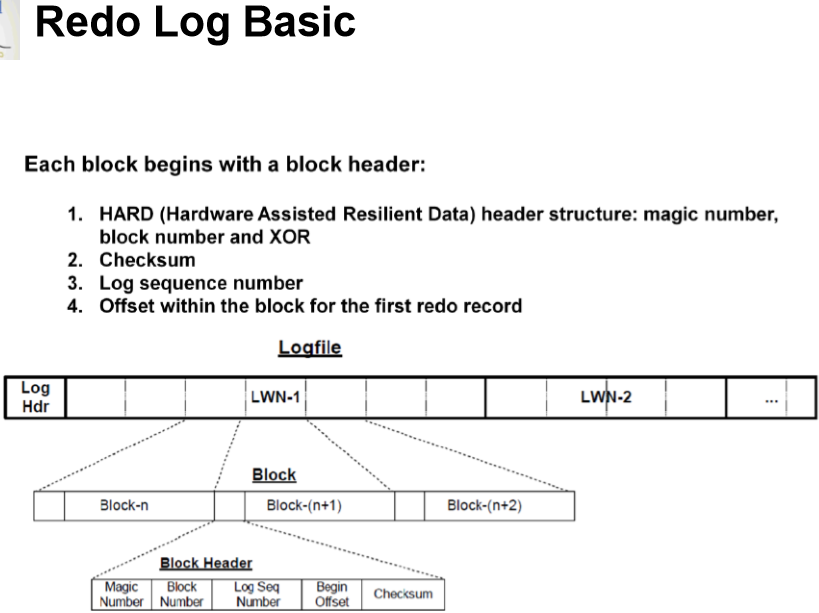 Redo Log Basic
Each block begins with a block header:
1. HARD (Hardware Assisted Resilient Data) header structure: magic number,
block number and XOR
2. Checksum
3. Log sequence number
4. Offset within the block for the first redo record
Logfile
Log
Hdr
LWN-1
LWN-2
...
Block
Block-n
Block-(n+1)
Block-(n+2)
Block Header
Magic
Number
Block
Number
Log Seq
Number
Begin
Offset
Checksum